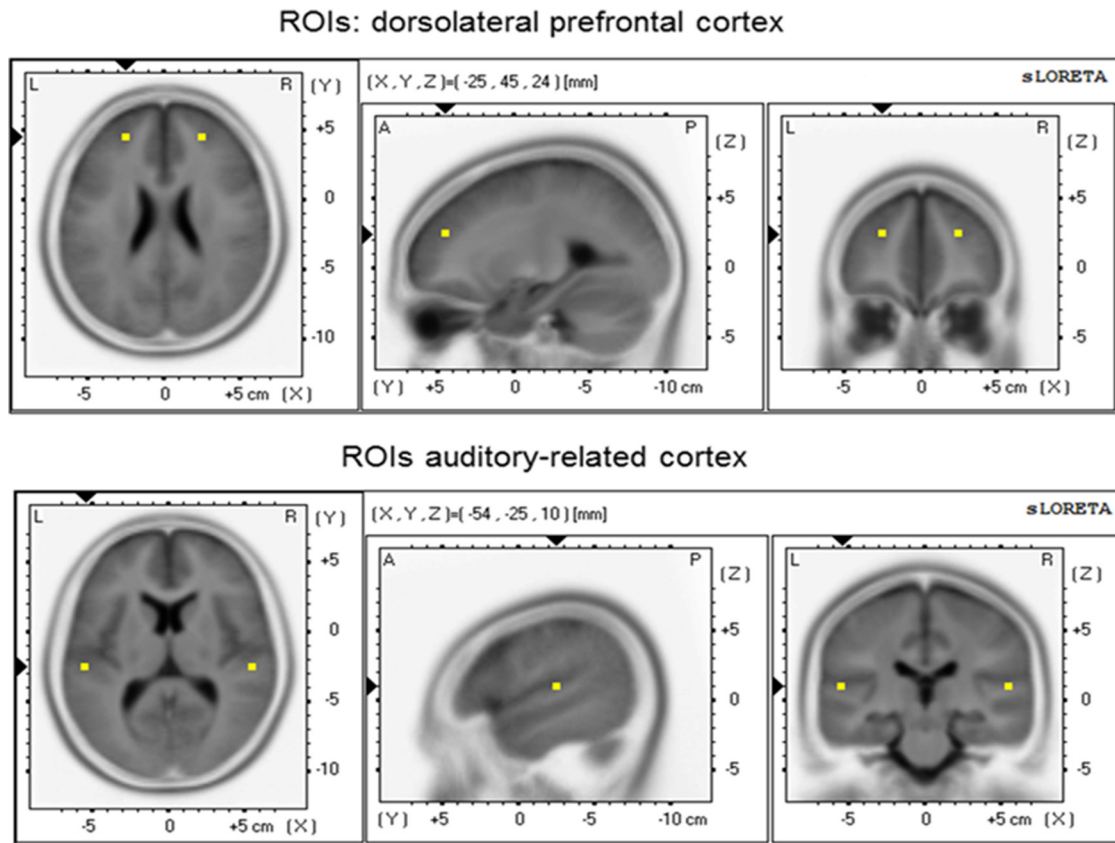 ROIs: dorsolateral prefrontal cortex
L R (Y) (X,Y,Z)=(-25,45,24)[mm] sLORETA
A P (Z) L R (Z)
+5 +5 +5
0 0 0
-5 -5 -5
-10
-5 0 +5 cm (X) (Y) +5 0 -5 -10 cm -5 0 +5 cm (X)
ROIs auditory-related cortex
L R (Y) (X,Y,Z)=(-54,-25,10)[mm] sLORETA
A P (Z) L R (Z)
+5 +5 +5
0 0 0
-5 -5 -5
-10
-5 0 +5 cm (X) (Y) +5 0 -5 -10 cm -5 0 +5 cm (X)